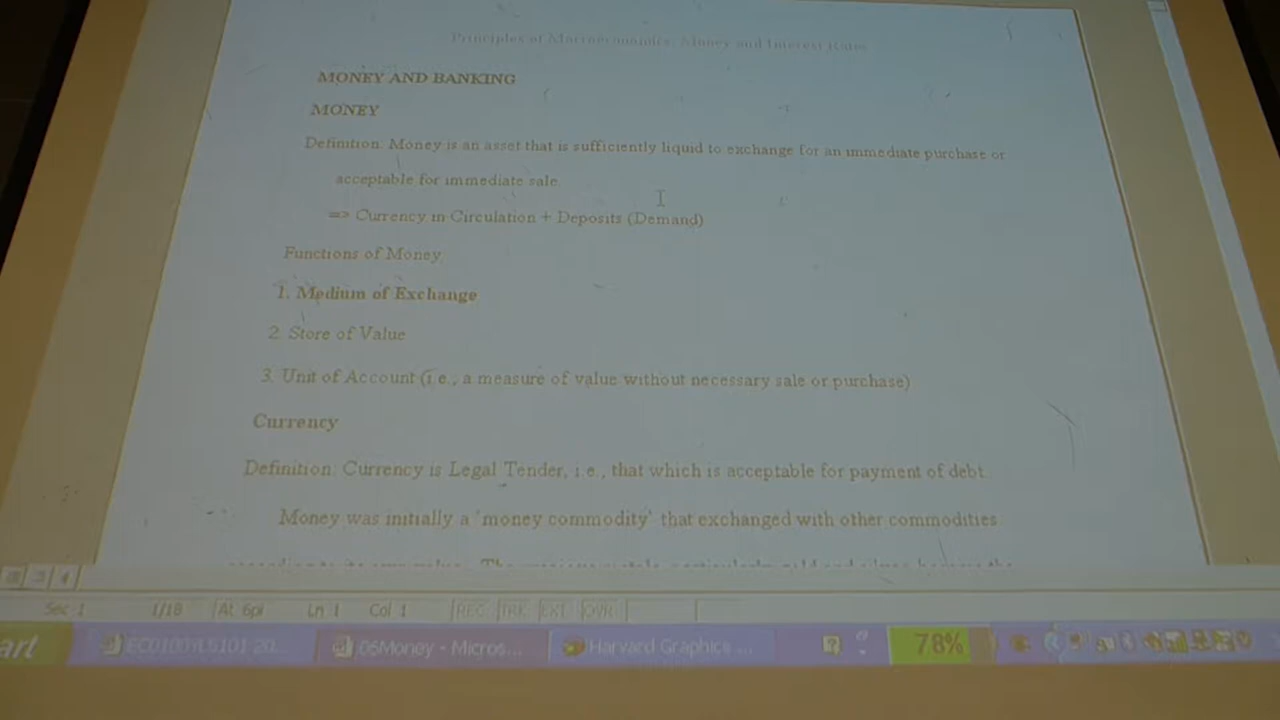 Principles of Macroeconomics: Money and Interest Rates
MONEY AND BANKING
MONEY
Definition: Money is an asset that is sufficiently liquid to exchange for an immediate purchase or
acceptable for immediate sale.
=> Currency in Circulation + Deposits (Demand)
Functions of Money
1. Medium of Exchange
2. Store of Value
3. Unit of Account (i.e., a measure of value without necessary sale or purchase)
Currency
Definition: Currency is Legal Tender, i.e., that which is acceptable for payment of debt.
Money was initially a 'money commodity' that exchanged with other commodities
Sec 1 1/18 At 6pi Ln 1 Col 1 REC TRK EXT OVR
art ECO100YL5101 20... 06Money - Micros... Harvard Graphics ... 78%